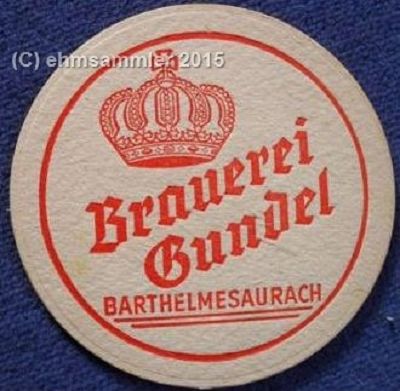 (C) ehmsammler 2015
Brauerei
Gundel
BARTHELMESAURACH